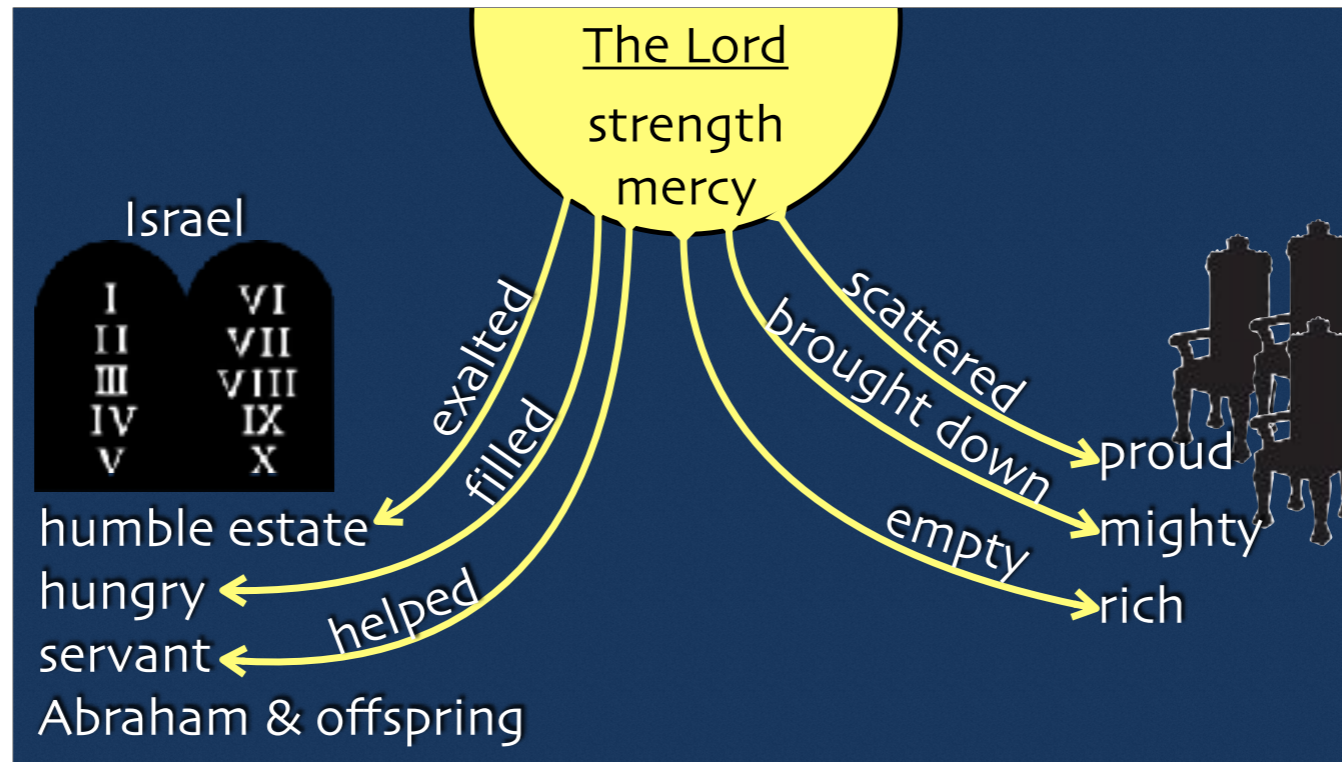 The Lord
strength
mercy
Israel
I VI
II VII
III VIII
IV IX
V X
exalted
filled
helped
scattered
brought down
empty
humble estate
hungry
servant
Abraham & offspring
proud
mighty
rich